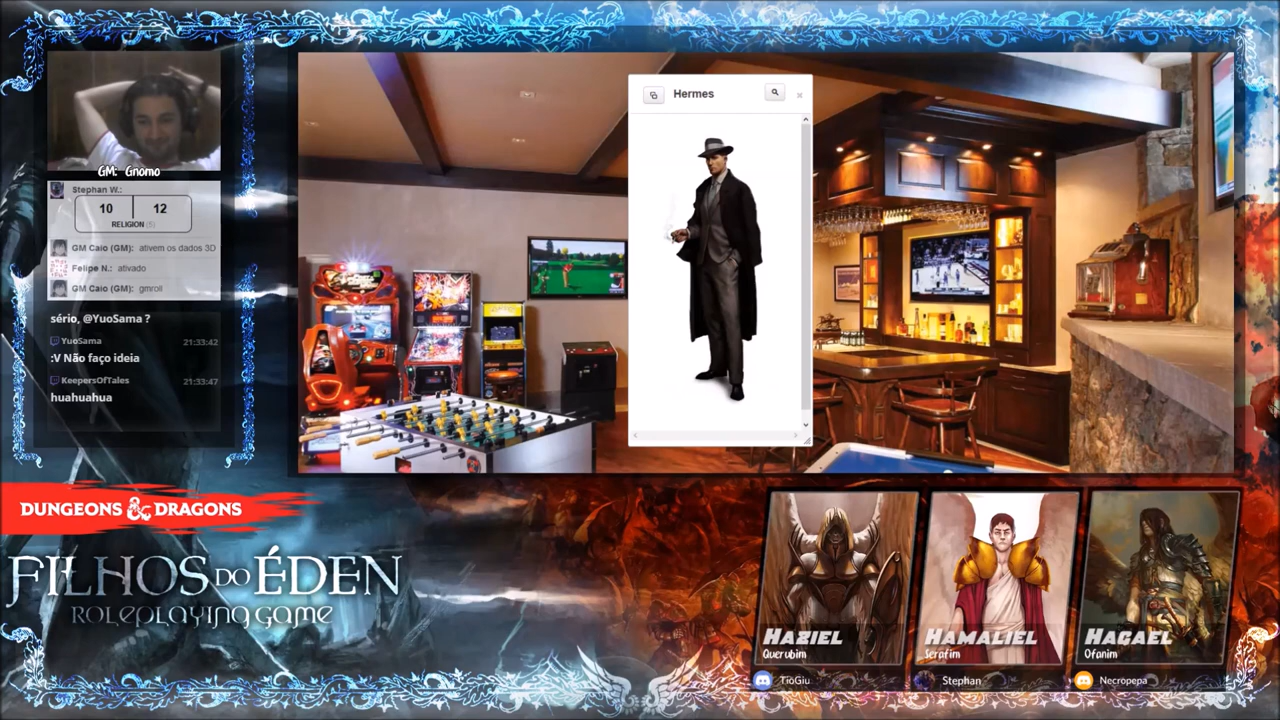 GM: Gnomo
Stephan W.:
10 12
RELIGION (5)
GM Caio (GM): ativem os dados 3D
Felipe N.: ativado
GM Caio (GM): gmroll
sério, @YuoSama ?
YuoSama 21:33:42
:V Não faço ideia
KeepersOfTales 21:33:47
huahuahua
Hermes
DUNGEONS & DRAGONS
FILHOS DO ÉDEN
ROLEPLAYING GAME
HAZIEL
Querubim
TioGiu
HAMALIEL
Serafim
Stephan
HAGAEL
Ofanim
Necropepa